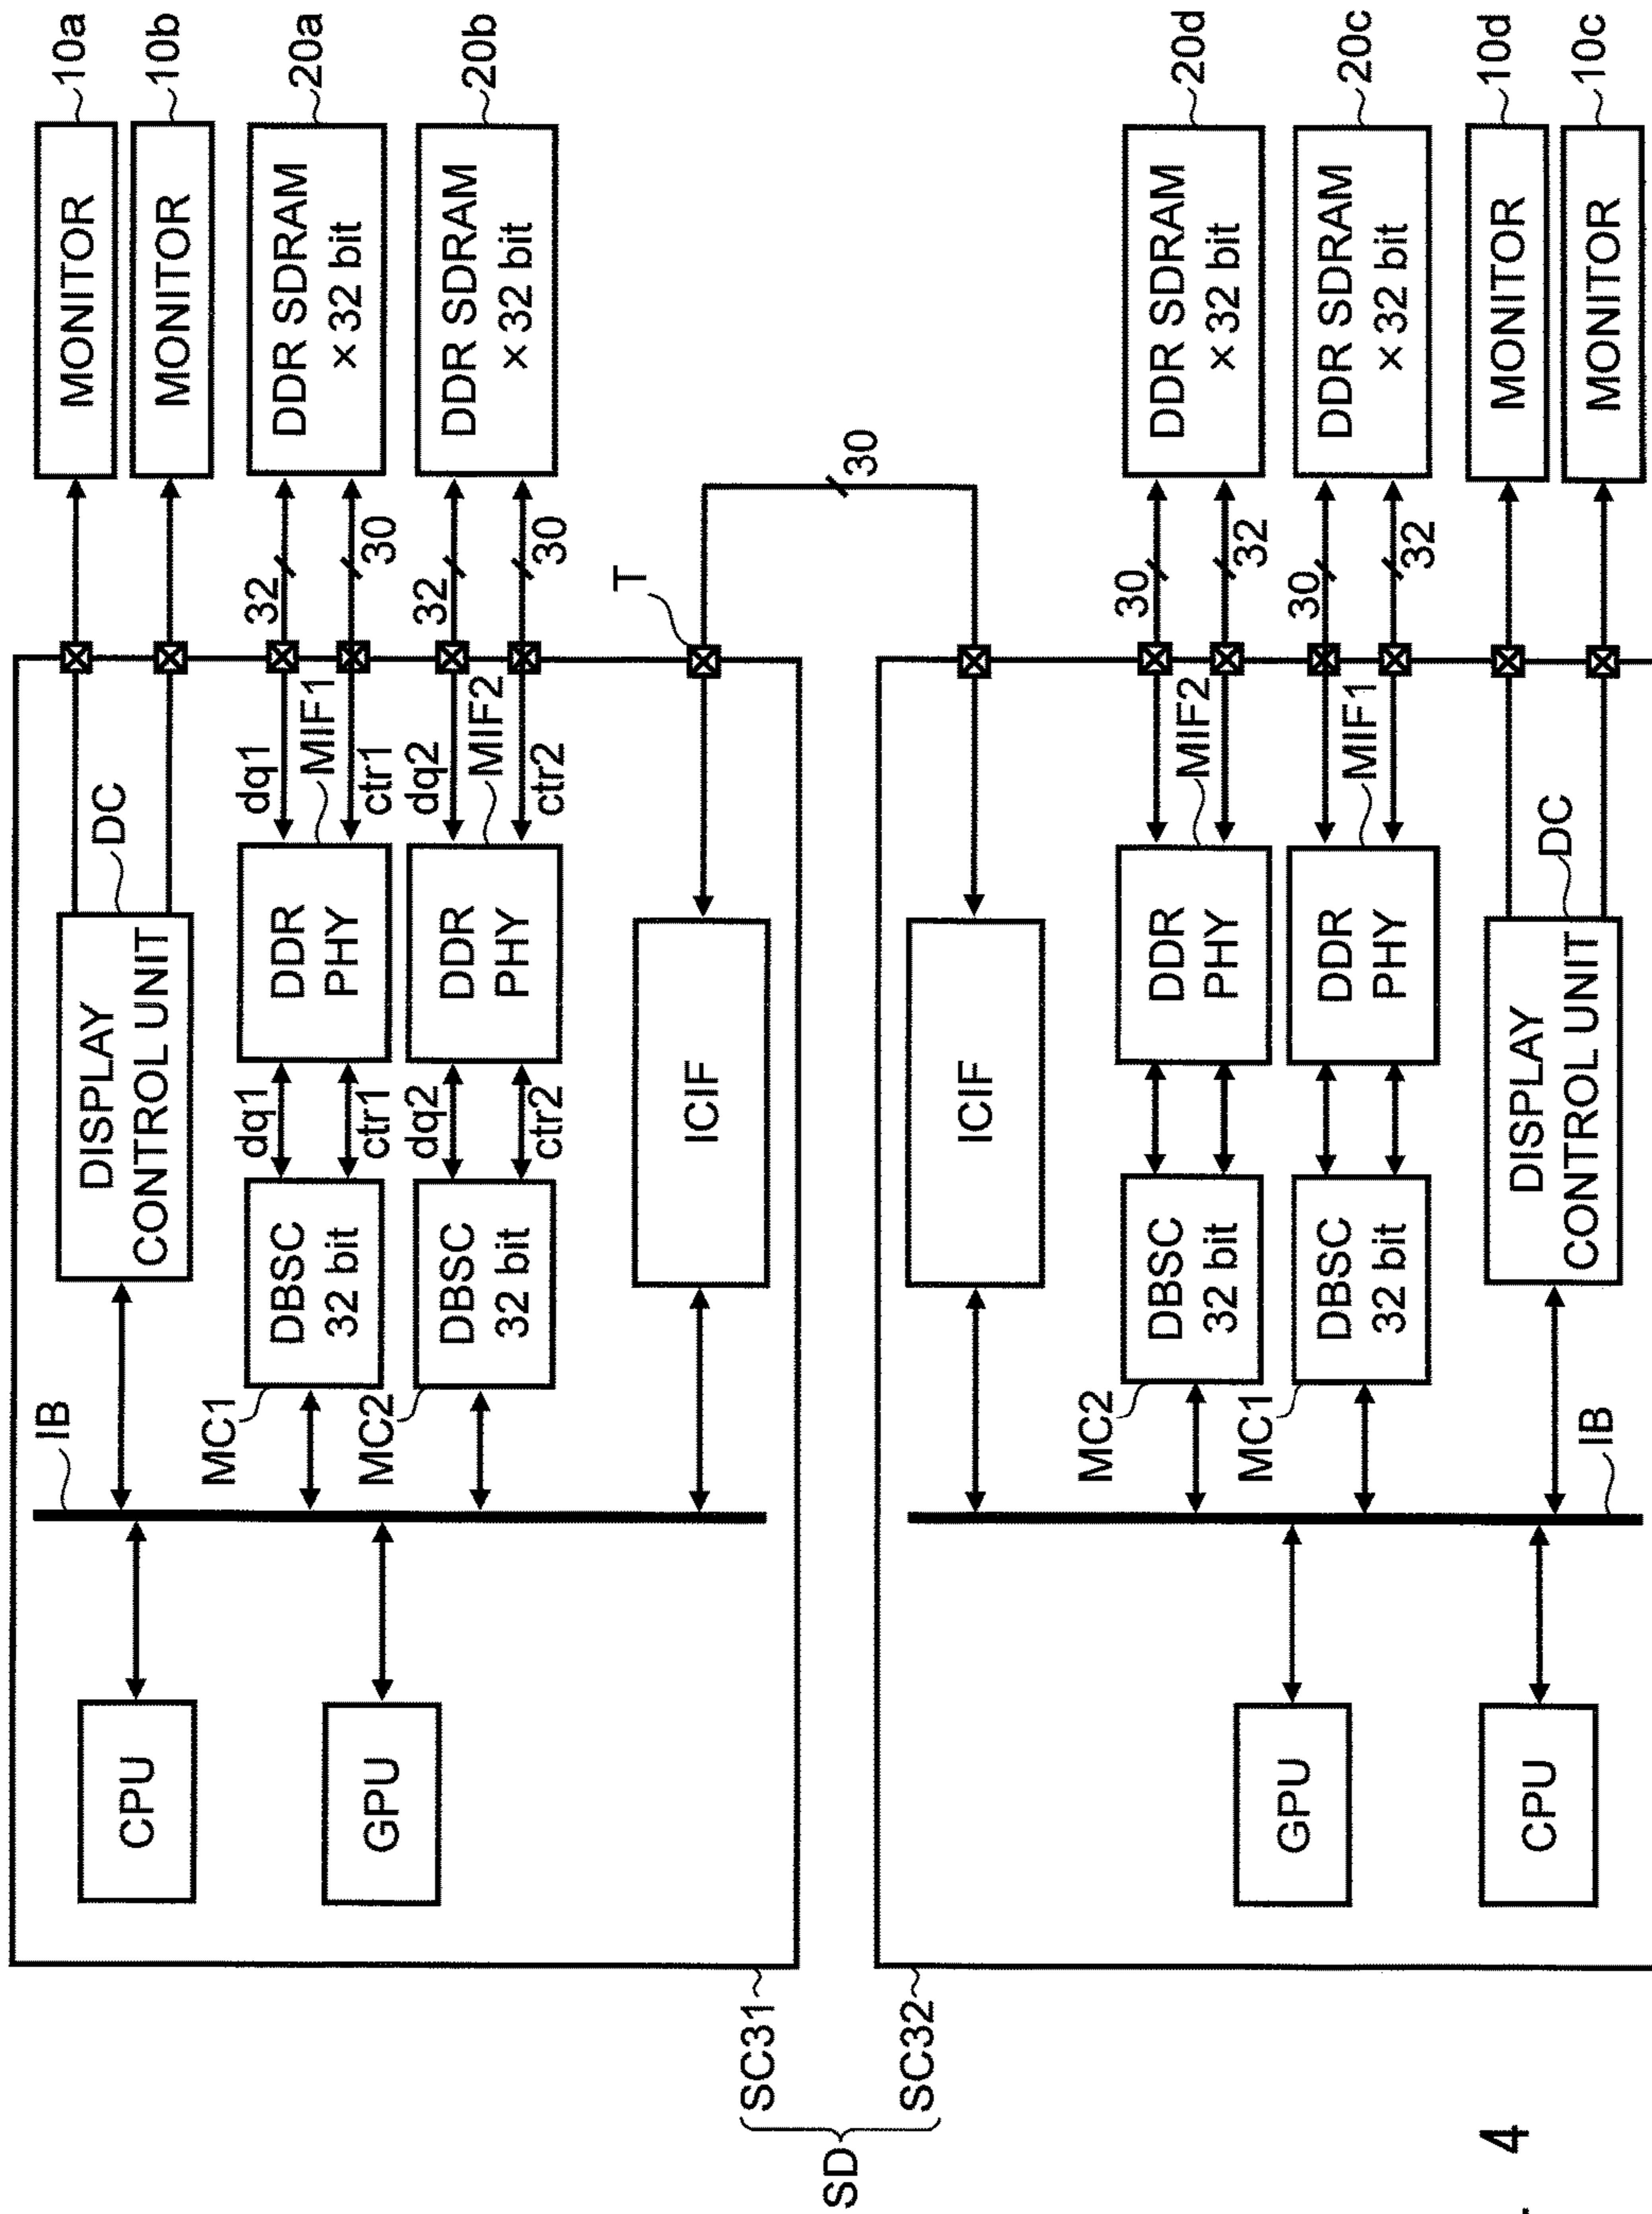 10a
10b
20a
20b
MONITOR
MONITOR
DDR SDRAM
× 32 bit
DDR SDRAM
× 32 bit
32
30
32
30
T
30
DC
dq1
MIF1
ctr1
dq2
MIF2
ctr2
DISPLAY
CONTROL UNIT
DDR
PHY
DDR
PHY
dq1
ctr1
dq2
ctr2
DBSC
32 bit
DBSC
32 bit
ICIF
IB
MC1
MC2
CPU
GPU
SC31
20d
20c
10d
10c
DDR SDRAM
× 32 bit
DDR SDRAM
× 32 bit
MONITOR
MONITOR
30
32
30
32
MIF2
MIF1
DC
ICIF
DDR
PHY
DDR
PHY
DISPLAY
CONTROL UNIT
DBSC
32 bit
DBSC
32 bit
MC2
MC1
IB
GPU
CPU
SC32
SD
. 4